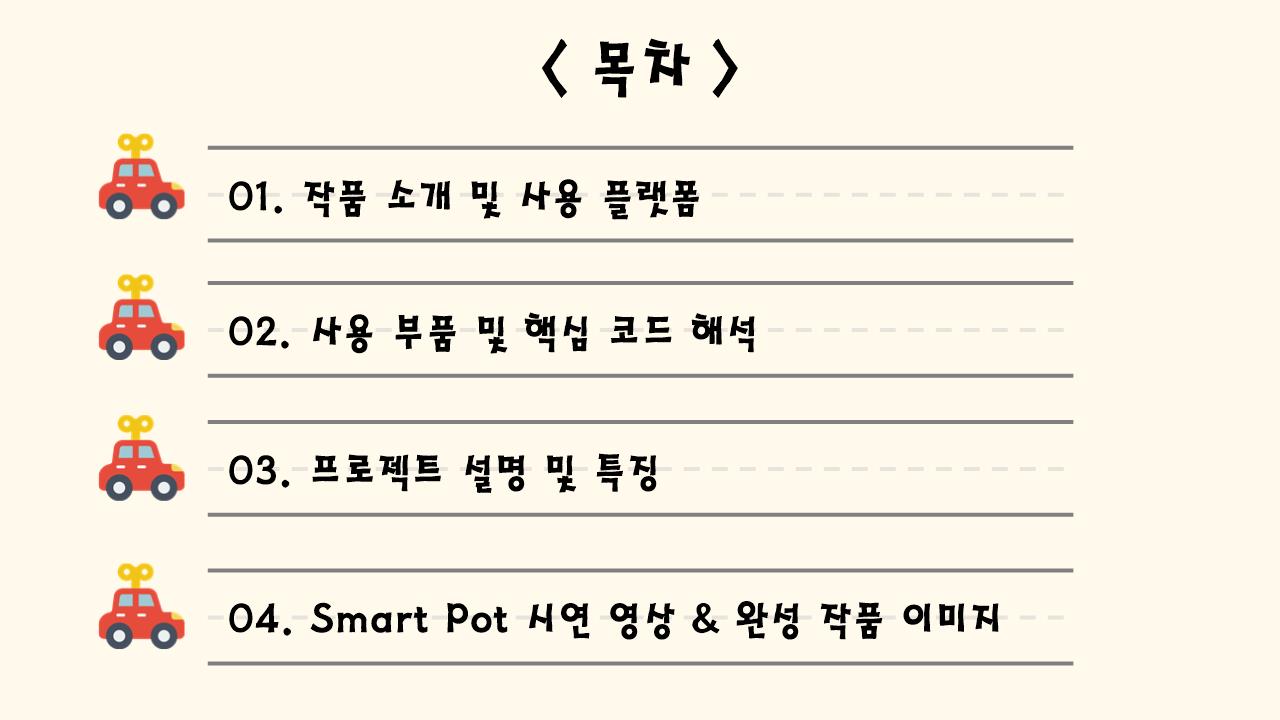 < 목차 >
01. 작품 소개 및 사용 플랫폼
02. 사용 부품 및 핵심 코드 해석
03. 프로젝트 설명 및 특징
04. Smart Pot 시연 영상 & 완성 작품 이미지